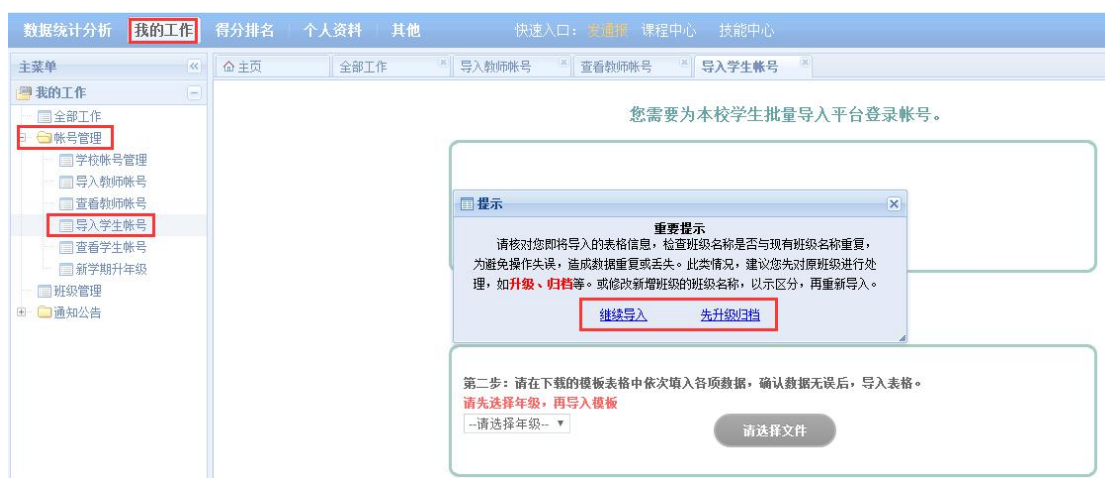 数据统计分析 我的工作 得分排名 个人资料 其他 快速入口： 发通报 课程中心 技能中心
主菜单
主页 全部工作 导入教师帐号 查看教师帐号 导入学生帐号
我的工作
全部工作
帐号管理
学校帐号管理
导入教师帐号
查看教师帐号
导入学生帐号
查看学生帐号
新学期升年级
班级管理
通知公告
您需要为本校学生批量导入平台登录帐号。
提示
重要提示
请核对您即将导入的表格信息，检查班级名称是否与现有班级名称重复，
为避免操作失误，造成数据重复或丢失。此类情况，建议您先对原班级进行处
理，如升级、归档等。或修改新增班级的班级名称，以示区分，再重新导入。
继续导入 先升级归档
第二步：请在下载的模板表格中依次填入各项数据，确认数据无误后，导入表格。
请先选择年级，再导入模板
--请选择年级--
请选择文件